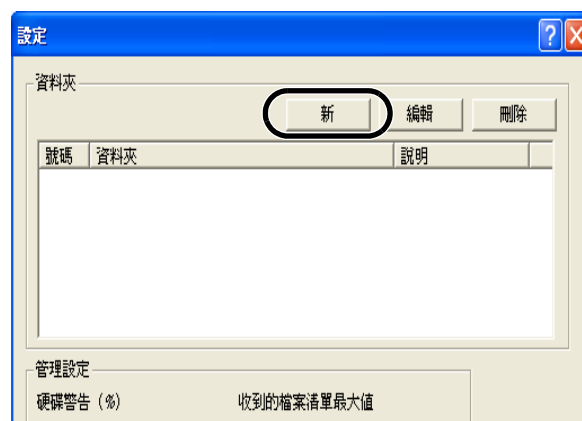 設定
資料夾
新 編輯 刪除
號碼 資料夾 說明
管理設定
硬碟警告 (%) 收到的檔案清單最大值